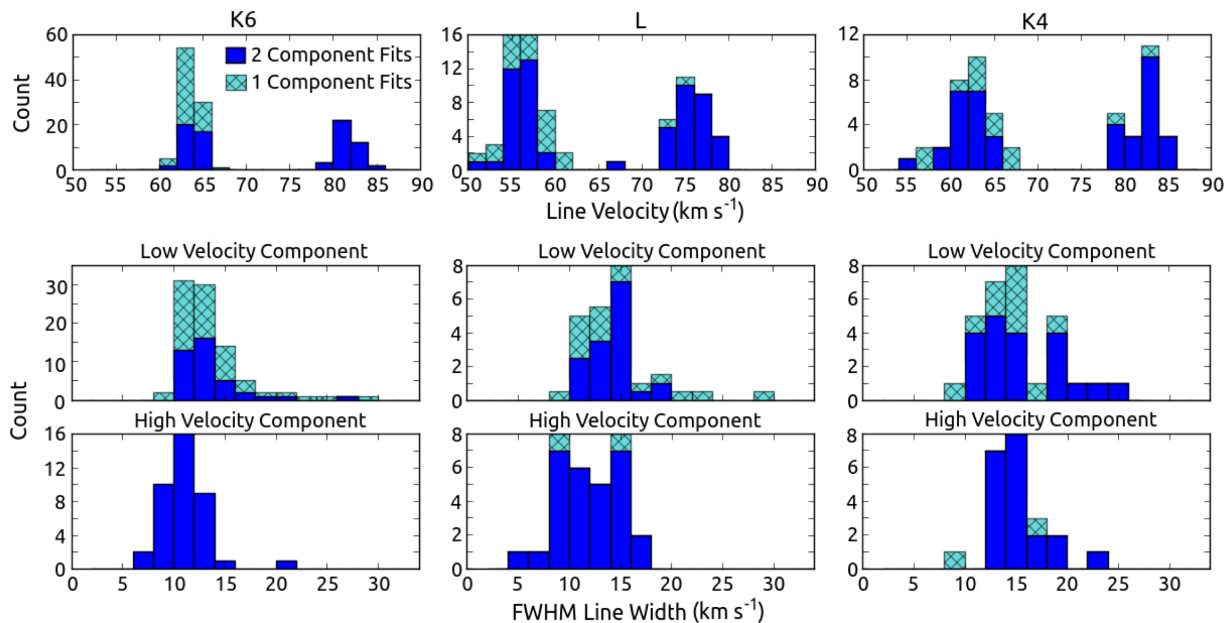 K6
L
K4
60
40
20
0
Count
2 Component Fits
1 Component Fits
50 55 60 65 70 75 80 85 90
16
12
8
4
0
50 55 60 65 70 75 80 85 90
12
8
4
0
50 55 60 65 70 75 80 85 90
Line Velocity (km s⁻¹)
Low Velocity Component
Low Velocity Component
Low Velocity Component
30
20
10
0
8
6
4
2
0
8
6
4
2
0
Count
High Velocity Component
High Velocity Component
High Velocity Component
16
12
8
4
0
8
6
4
2
0
8
6
4
2
0
0 5 10 15 20 25 30
0 5 10 15 20 25 30
0 5 10 15 20 25 30
FWHM Line Width (km s⁻¹)